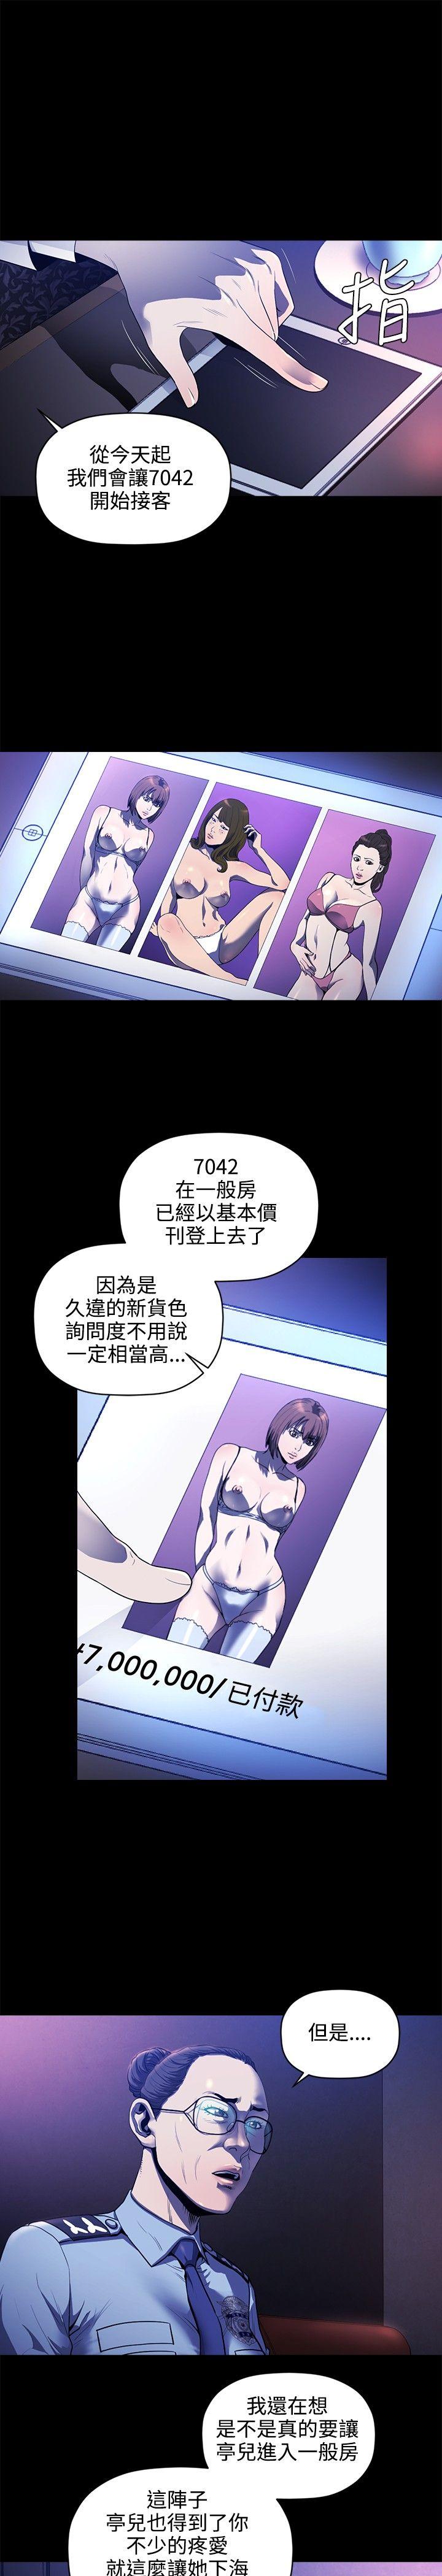 指
從今天起
我們會讓7042
開始接客
7042
在一般房
已經以基本價
刊登上去了
因為是
久違的新貨色
詢問度不用說
一定相當高...
+7,000,000/已付款
但是....
我還在想
是不是真的要讓
亭兒進入一般房
這陣子
亭兒也得到了你
不少的疼愛
就這麼讓她下海